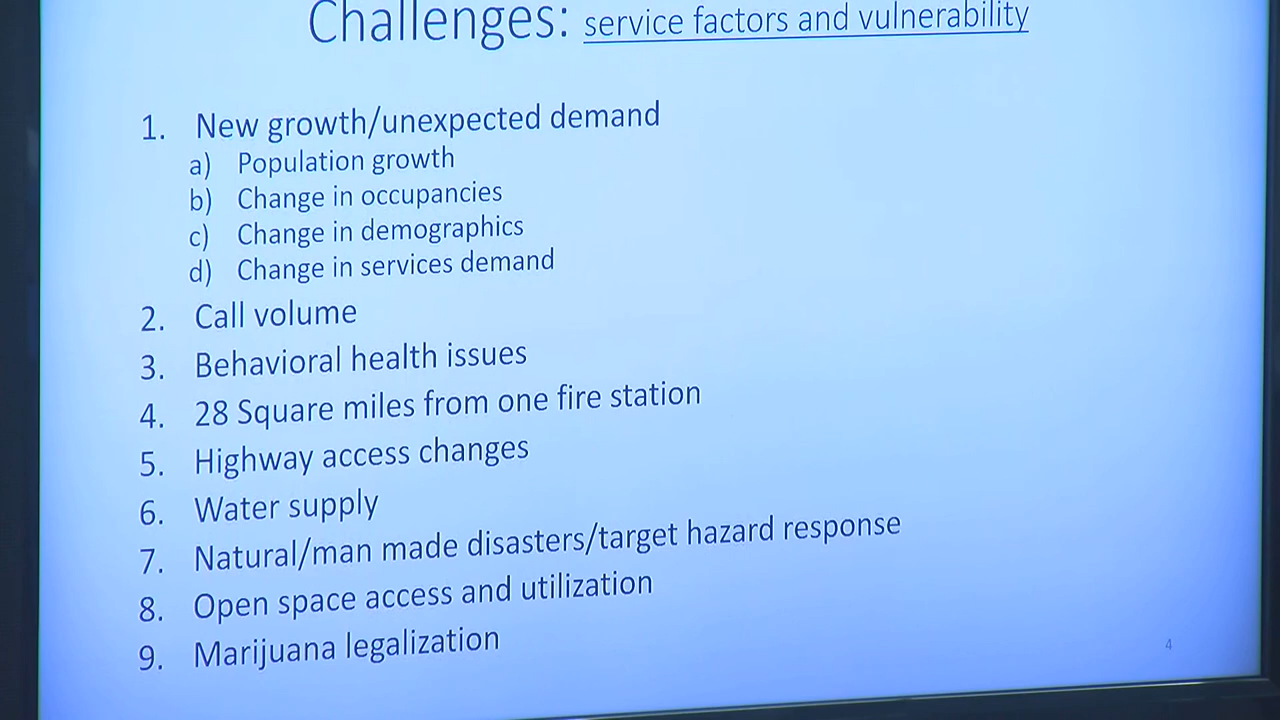 Challenges: service factors and vulnerability
1. New growth/unexpected demand
a) Population growth
b) Change in occupancies
c) Change in demographics
d) Change in services demand
2. Call volume
3. Behavioral health issues
4. 28 Square miles from one fire station
5. Highway access changes
6. Water supply
7. Natural/man made disasters/target hazard response
8. Open space access and utilization
9. Marijuana legalization
4